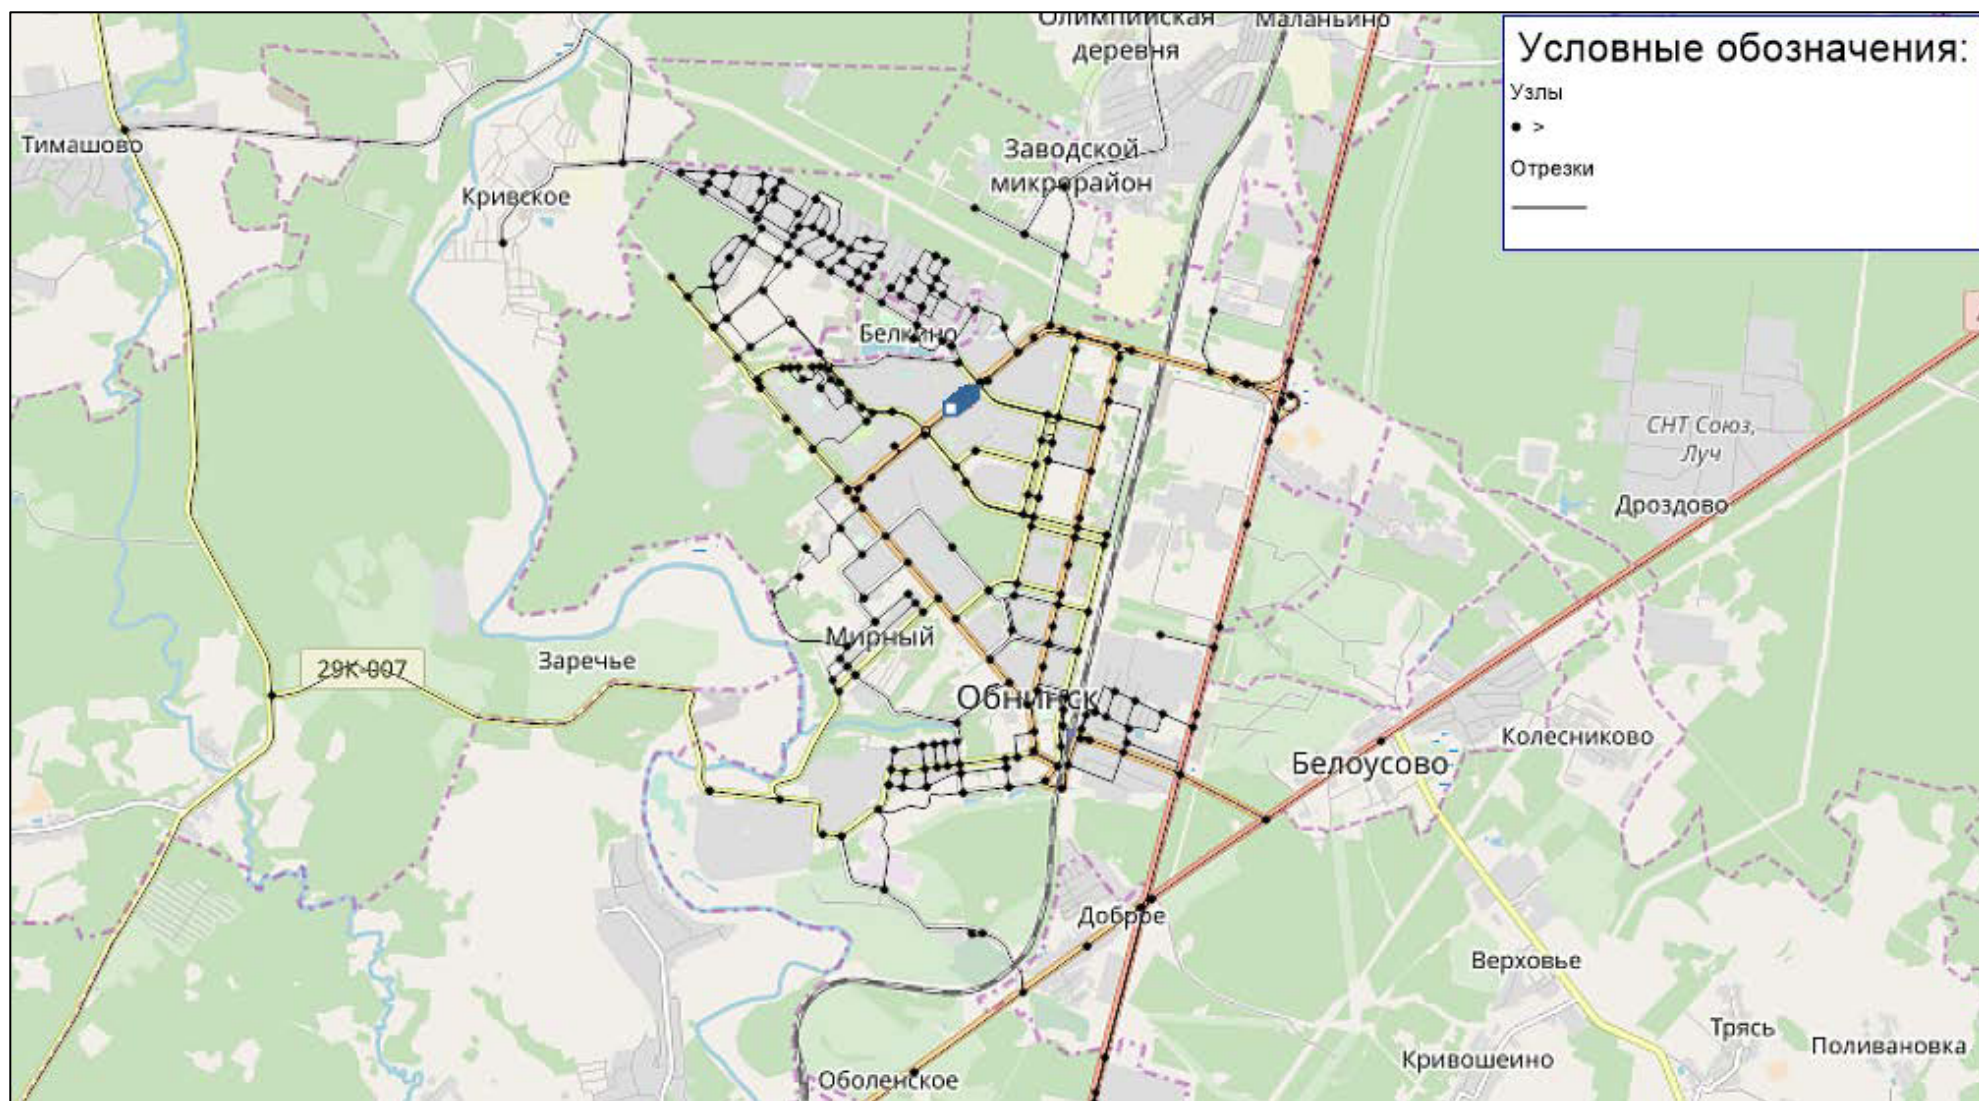 Олимпийская
деревня
Маланьино
Условные обозначения:
Узлы
>
Отрезки
Тимашово
Заводской
микрорайон
Кривское
Белкино
СНТ Союз,
Луч
Дроздово
Мирный
Заречье
29К-007
Обнинск
Колесниково
Белоусово
Доброе
Верховье
Трясь
Поливановка
Кривошеино
Оболенское